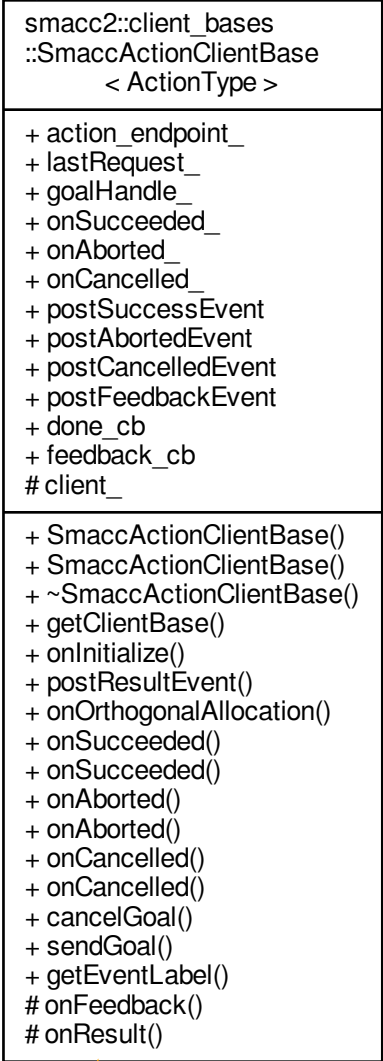 smacc2::client_bases
::SmaccActionClientBase
< ActionType >
+ action_endpoint_
+ lastRequest_
+ goalHandle_
+ onSucceeded_
+ onAborted_
+ onCancelled_
+ postSuccessEvent
+ postAbortedEvent
+ postCancelledEvent
+ postFeedbackEvent
+ done_cb
+ feedback_cb
# client_
+ SmaccActionClientBase()
+ SmaccActionClientBase()
+ ~SmaccActionClientBase()
+ getClientBase()
+ onInitialize()
+ postResultEvent()
+ onOrthogonalAllocation()
+ onSucceeded()
+ onSucceeded()
+ onAborted()
+ onAborted()
+ onCancelled()
+ onCancelled()
+ cancelGoal()
+ sendGoal()
+ getEventLabel()
# onFeedback()
# onResult()